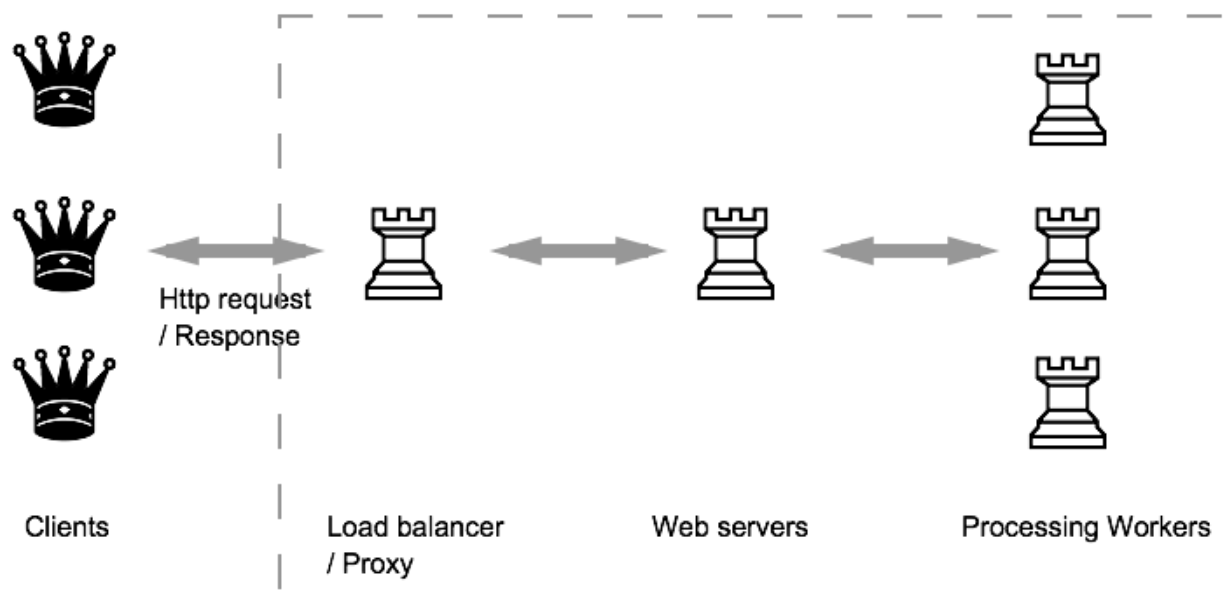 Http request
/ Response
Clients
Load balancer
/ Proxy
Web servers
Processing Workers